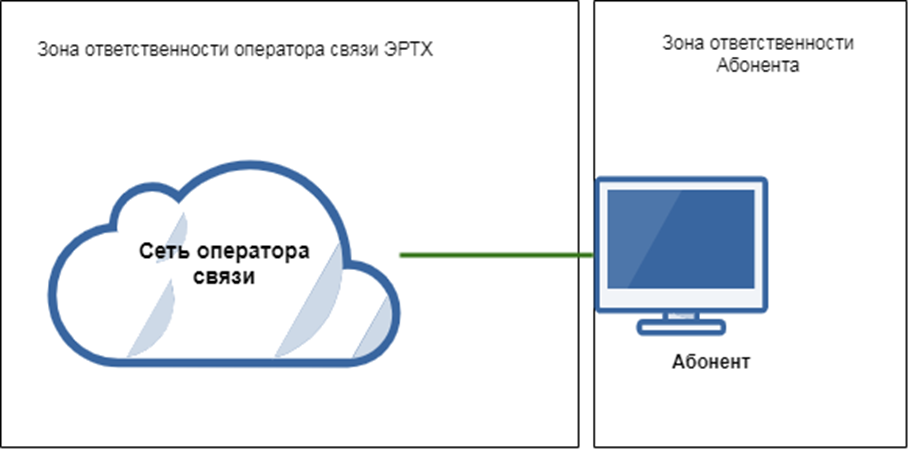 Зона ответственности оператора связи ЭРТХ
Зона ответственности
Абонента
Сеть оператора
связи
Абонент